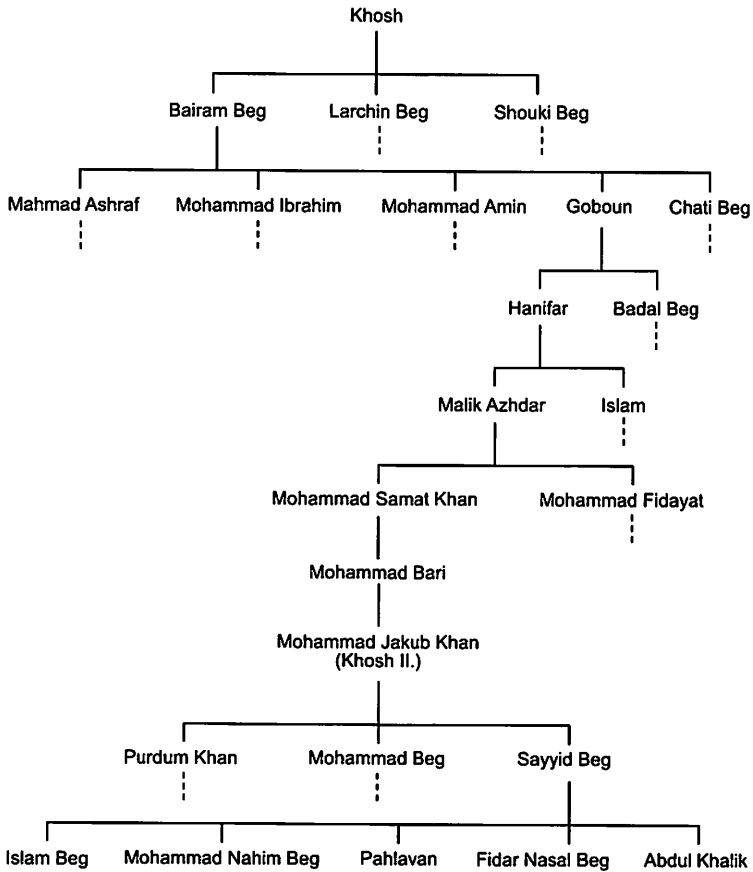 Khosh
Bairam Beg Larchin Beg Shouki Beg
Mahmad Ashraf Mohammad Ibrahim Mohammad Amin Goboun Chati Beg
Hanifar Badal Beg
Malik Azhdar Islam
Mohammad Samat Khan Mohammad Fidayat
Mohammad Bari
Mohammad Jakub Khan
(Khosh II.)
Purdum Khan Mohammad Beg Sayyid Beg
Islam Beg Mohammad Nahim Beg Pahlavan Fidar Nasal Beg Abdul Khalik